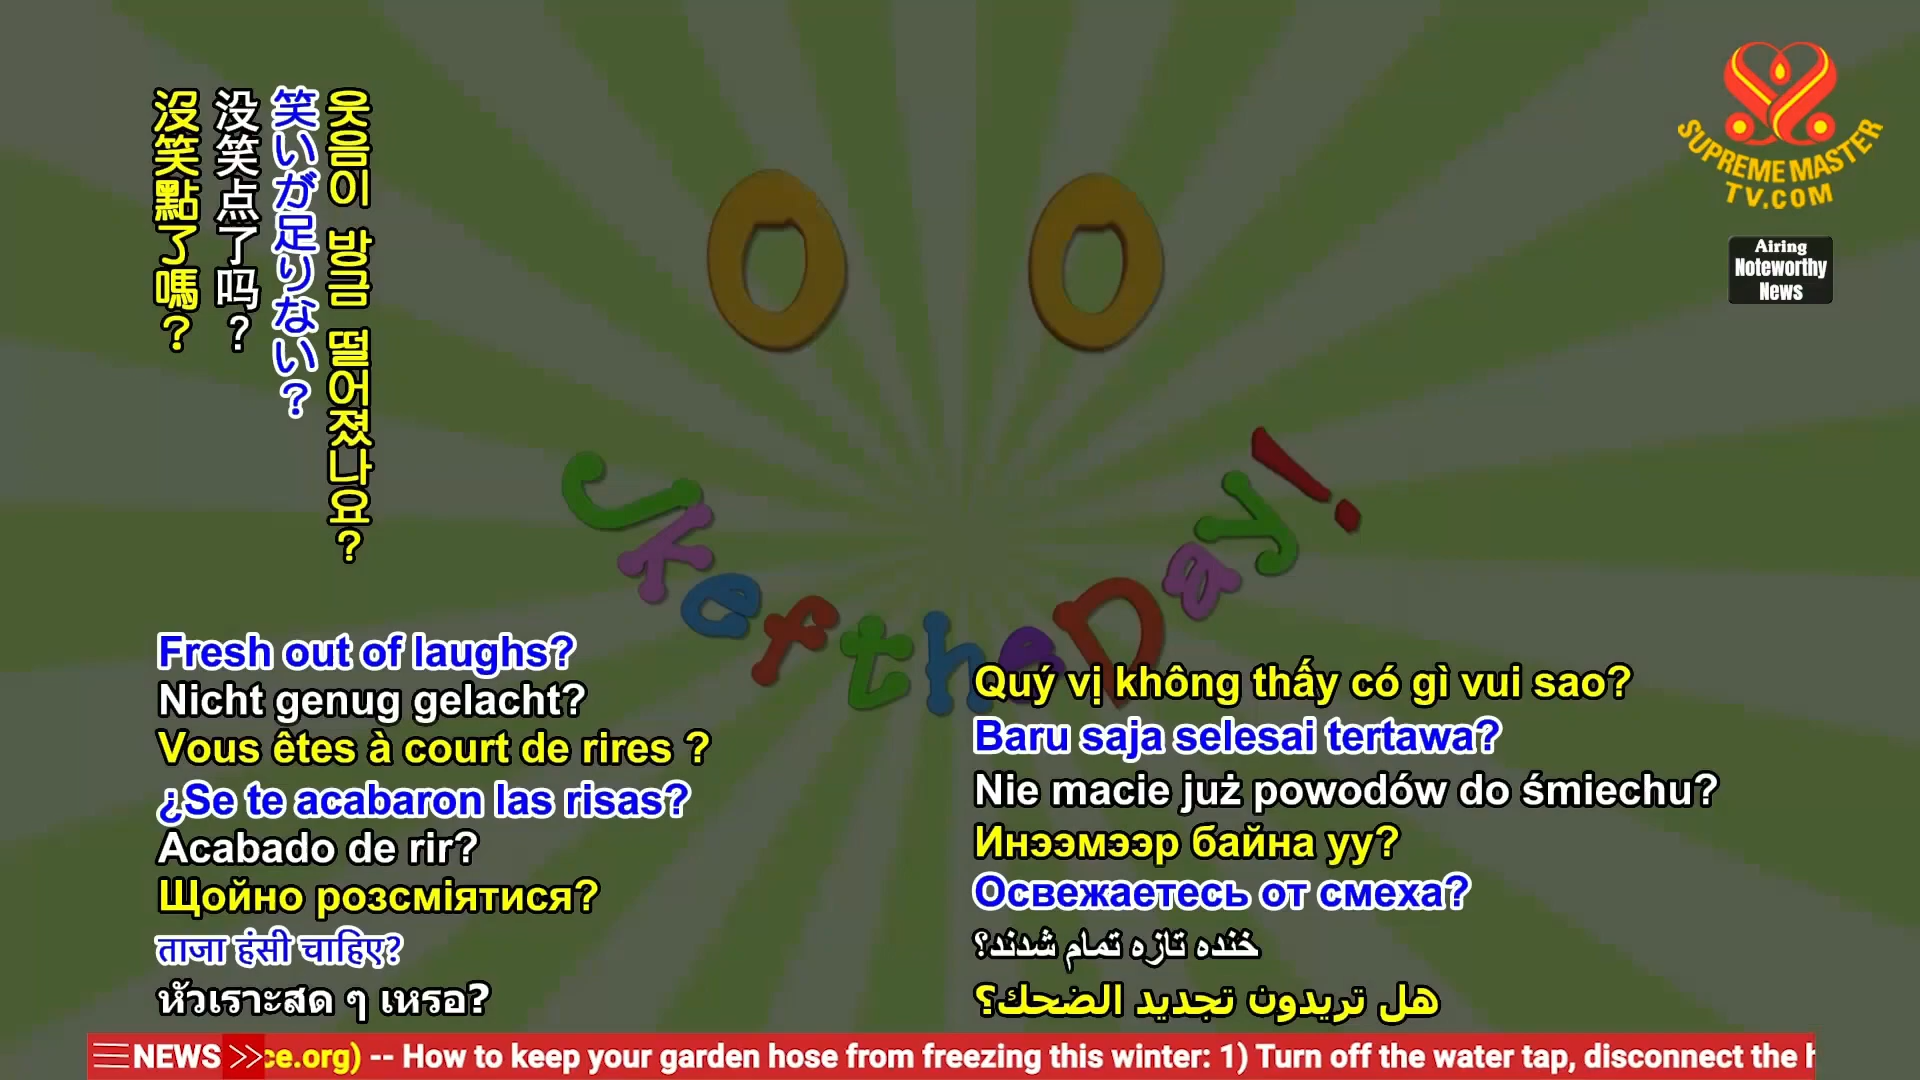 沒笑點了嗎？
没笑点了吗？
笑いが足りない？
웃음이 방금 떨어졌나요?
SUPREME MASTER
TV.COM
Airing
Noteworthy
News
O O
Jkeft­heDay!
Fresh out of laughs?
Nicht genug gelacht?
Vous êtes à court de rires ?
¿Se te acabaron las risas?
Acabado de rir?
Щойно розсміятися?
ताजा हंसी चाहिए?
หัวเราะสด ๆ เหรอ?
Quý vị không thấy có gì vui sao?
Baru saja selesai tertawa?
Nie macie już powodów do śmiechu?
Инээмээр байна уу?
Освежаетесь от смеха?
خنده تازه تمام شدند؟
هل تريدون تجديد الضحك؟
NEWS >> ce.org) -- How to keep your garden hose from freezing this winter: 1) Turn off the water tap, disconnect the h